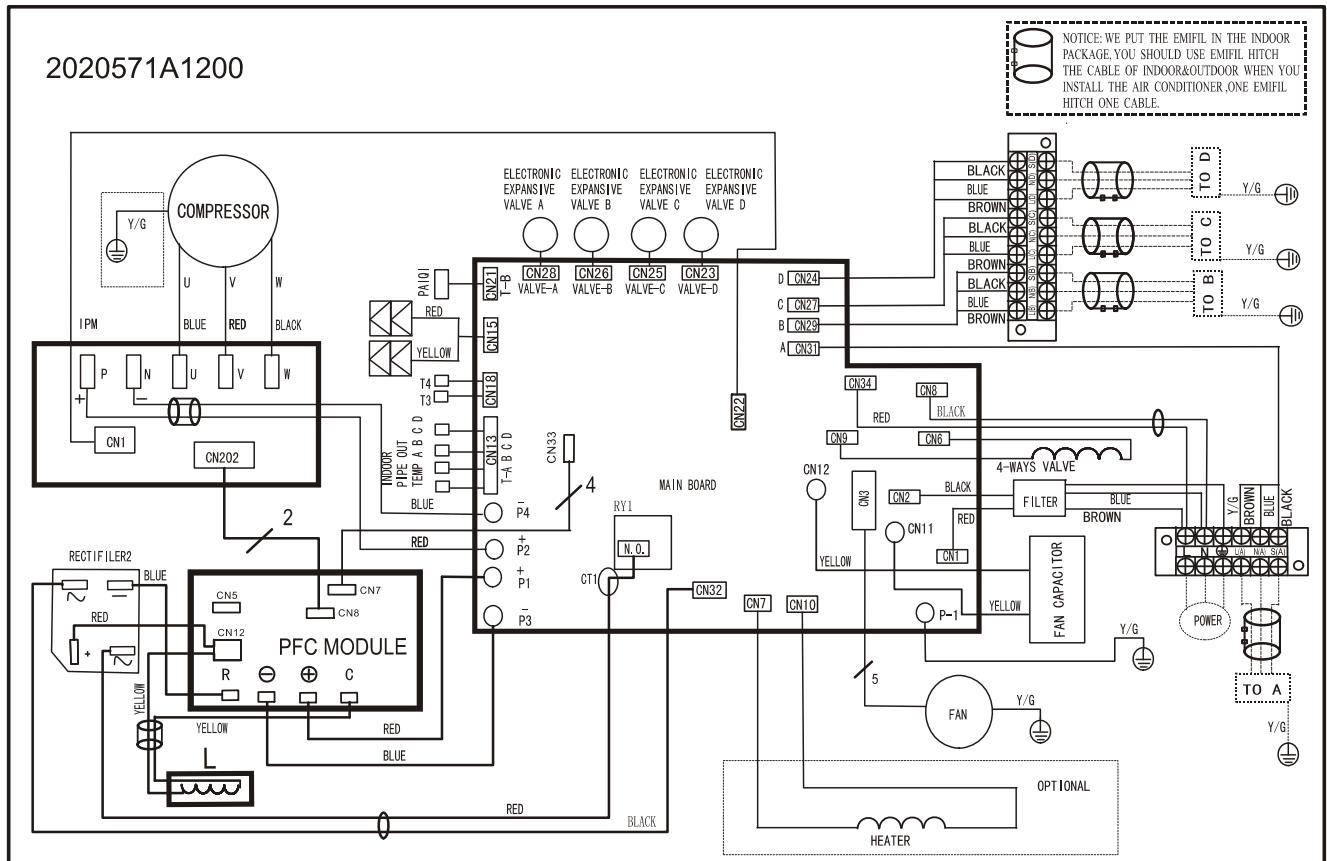 2020571A1200
NOTICE: WE PUT THE EMIFIL IN THE INDOOR
PACKAGE, YOU SHOULD USE EMIFIL HITCH
THE CABLE OF INDOOR&OUTDOOR WHEN YOU
INSTALL THE AIR CONDITIONER ,ONE EMIFIL
HITCH ONE CABLE.
COMPRESSOR
Y/G
U
V
W
BLUE
RED
BLACK
IPM
P
N
U
V
W
+
−
CN1
CN202
2
ELECTRONIC
EXPANSIVE
VALVE A
ELECTRONIC
EXPANSIVE
VALVE B
ELECTRONIC
EXPANSIVE
VALVE C
ELECTRONIC
EXPANSIVE
VALVE D
CN28
CN26
CN25
CN23
VALVE-A
VALVE-B
VALVE-C
VALVE-D
PAIQI
CN21
T-B
RED
YELLOW
CN15
T4
T3
CN18
INDOOR
PIPE OUT
TEMP A B C D
CN13
T-A B C D
CN33
4
CN22
MAIN BOARD
BLUE
P4
-
RED
P2
+
P1
+
P3
-
RY1
N.O.
CT1
CN32
D CN24
C CN27
B CN29
A CN31
BLACK
BLUE
BROWN
BLACK
BLUE
BROWN
BLACK
BLUE
BROWN
S(D)
N(D)
L(D)
S(C)
N(C)
L(C)
S(B)
N(B)
L(B)
TO D
Y/G
TO C
Y/G
TO B
Y/G
CN34
CN8
RED
BLACK
CN9
CN6
4-WAYS VALVE
CN12
CN3
CN2
BLACK
FILTER
BLUE
BROWN
CN11
RED
CN1
Y/G
BROWN
BLUE
BLACK
L
N
L(A)
N(A)
S(A)
POWER
TO A
Y/G
YELLOW
YELLOW
FAN CAPACITOR
P-1
Y/G
CN7
CN10
5
FAN
Y/G
OPTIONAL
HEATER
RECTIFILER2
BLUE
RED
+
CN5
CN7
CN8
CN12
PFC MODULE
R
C
YELLOW
YELLOW
L
RED
BLUE
RED
BLACK